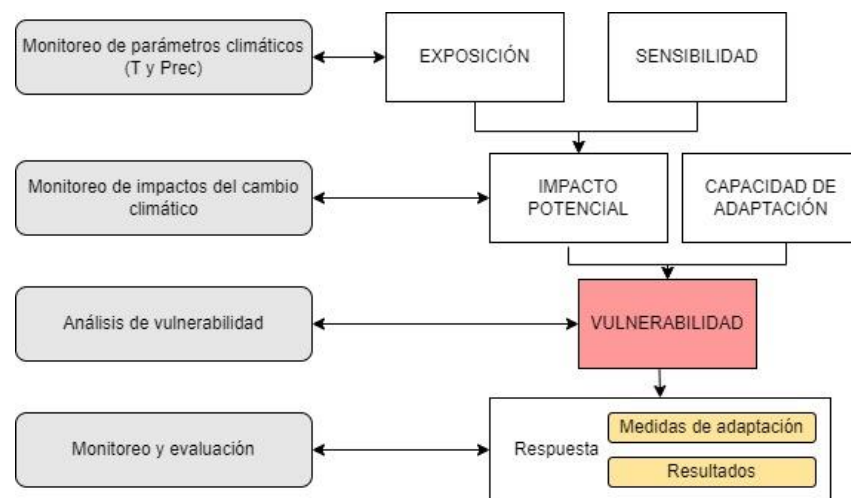 Monitoreo de parámetros climáticos
(T y Prec)
EXPOSICIÓN
SENSIBILIDAD
Monitoreo de impactos del cambio
climático
IMPACTO
POTENCIAL
CAPACIDAD DE
ADAPTACIÓN
Análisis de vulnerabilidad
VULNERABILIDAD
Monitoreo y evaluación
Respuesta
Medidas de adaptación
Resultados